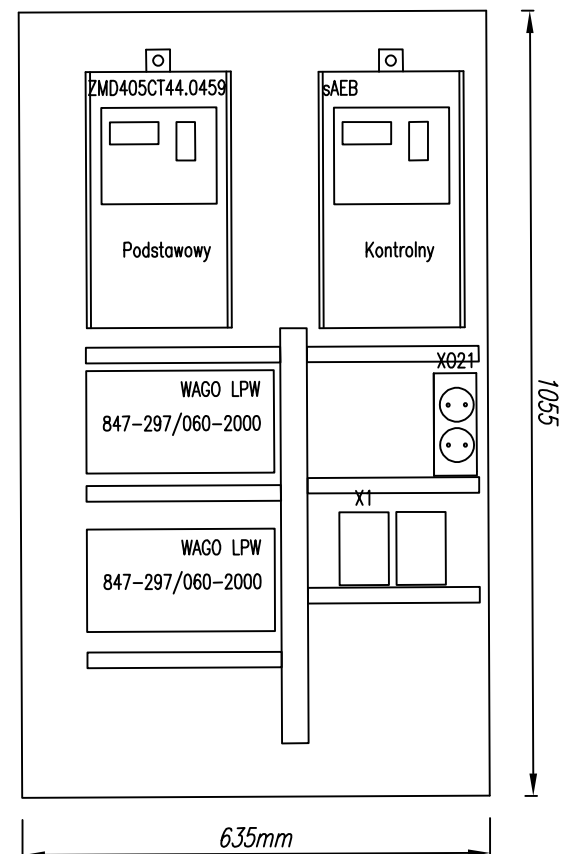 ZMD405CT44.0459
sAEB
Podstawowy
Kontrolny
X021
WAGO LPW
847-297/060-2000
X1
WAGO LPW
847-297/060-2000
1055
635mm